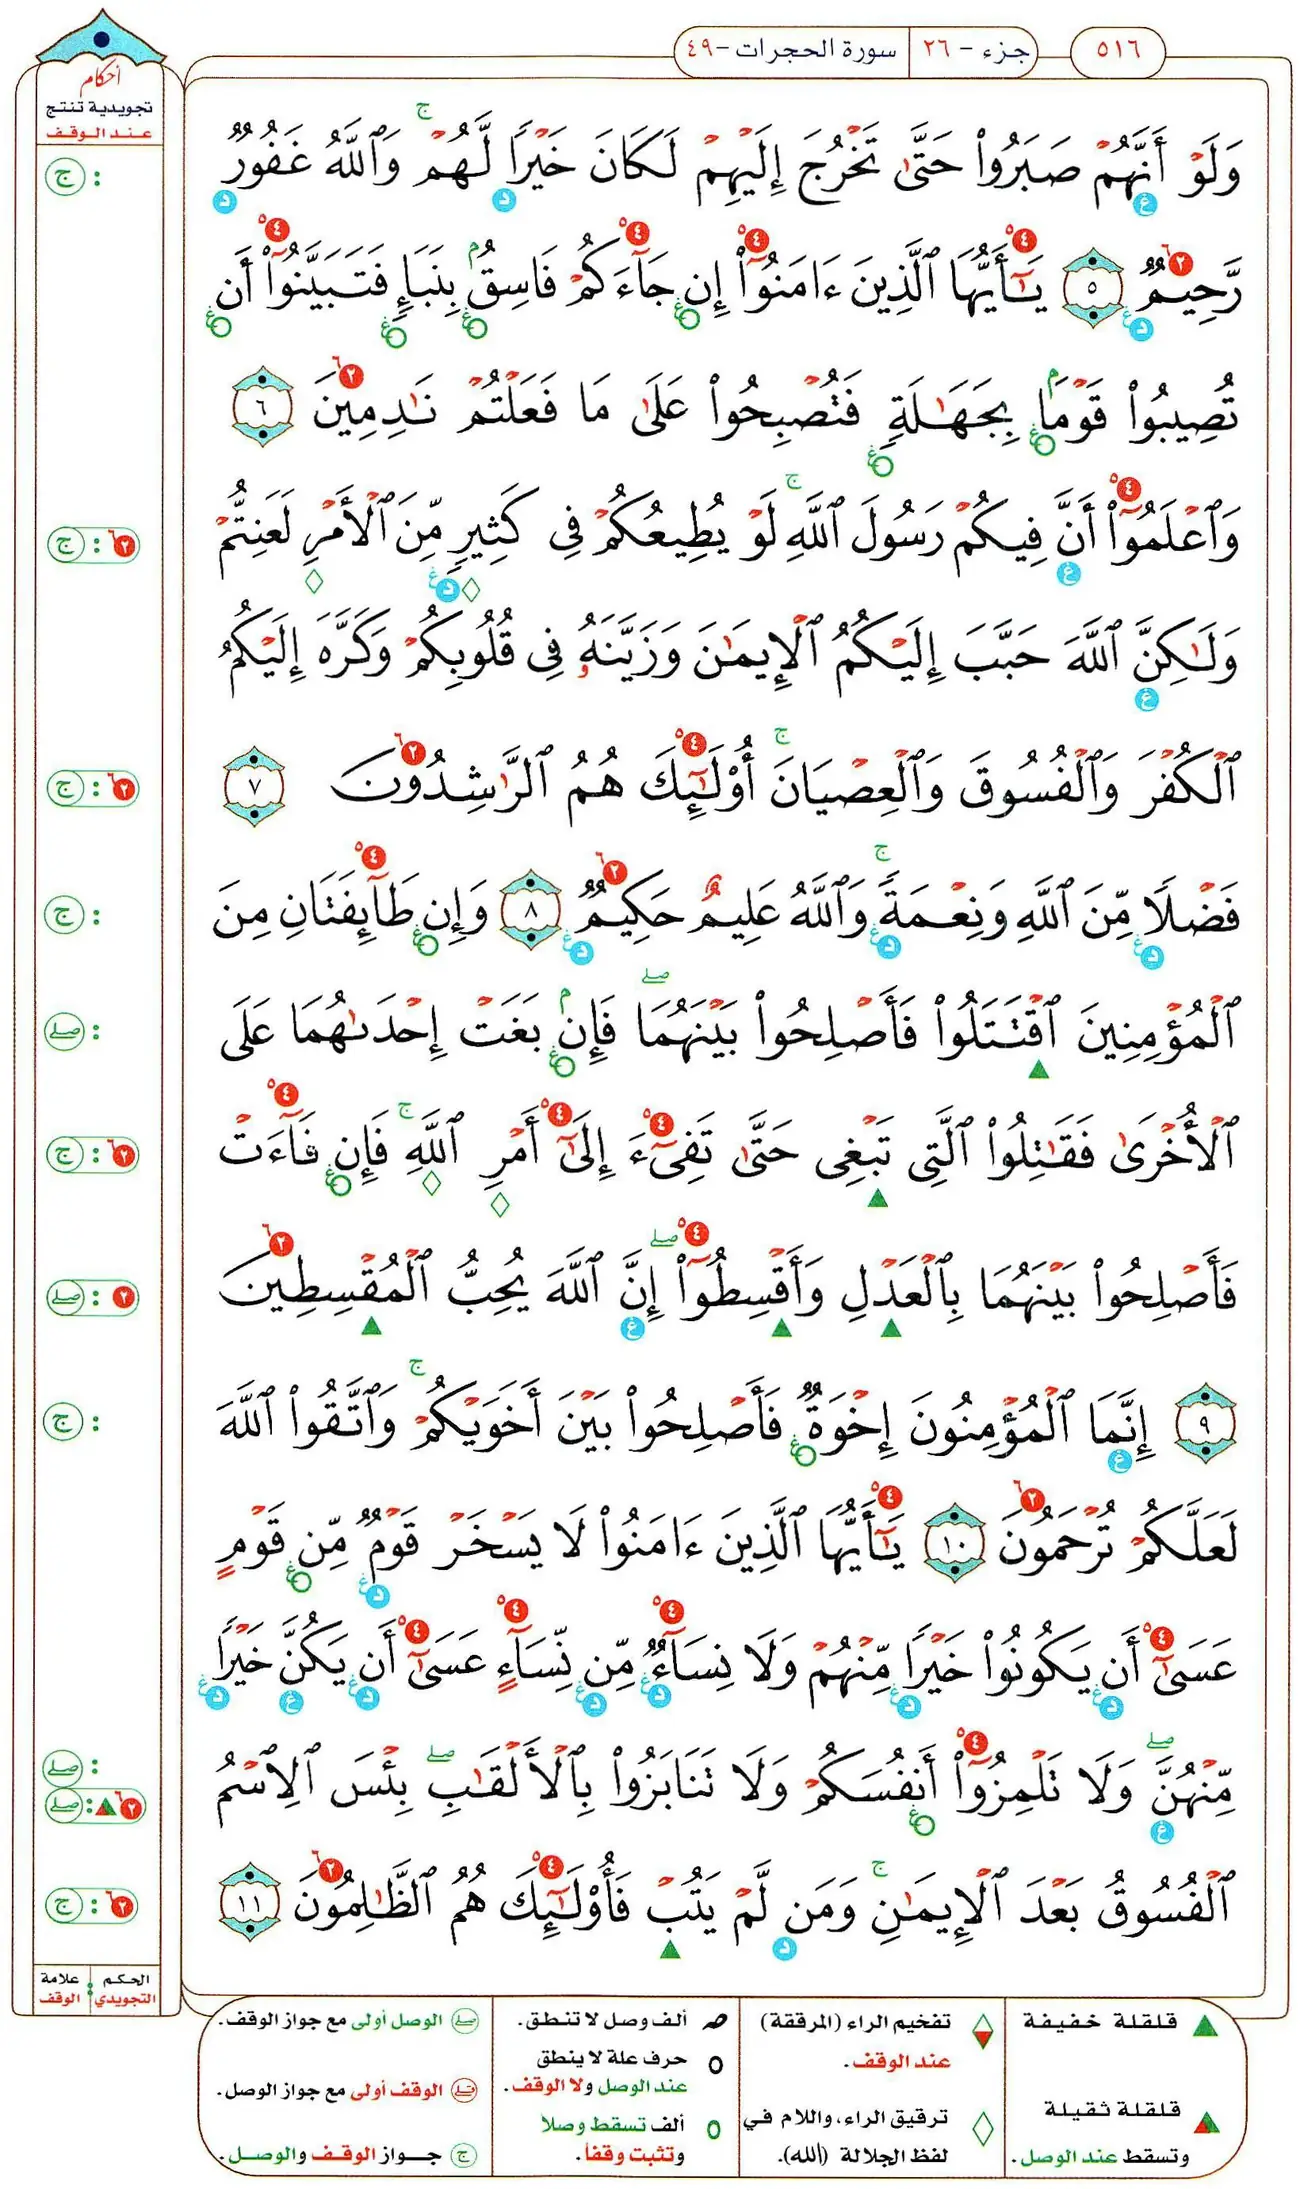 ٥١٦
جزء - ٢٦
سورة الحجرات - ٤٩
أحكام
تجويدية تنتج
عند الوقف
وَلَوْ أَنَّهُمْ صَبَرُوا۟ حَتَّىٰ تَخْرُجَ إِلَيْهِمْ لَكَانَ خَيْرًا لَّهُمْ ۚ وَٱللَّهُ غَفُورٌ
رَّحِيمٌ ٥ يَـٰٓأَيُّهَا ٱلَّذِينَ ءَامَنُوٓا۟ إِن جَآءَكُمْ فَاسِقٌۢ بِنَبَإٍ فَتَبَيَّنُوٓا۟ أَن
تُصِيبُوا۟ قَوْمًۢا بِجَهَـٰلَةٍ فَتُصْبِحُوا۟ عَلَىٰ مَا فَعَلْتُمْ نَـٰدِمِينَ ٦
وَٱعْلَمُوٓا۟ أَنَّ فِيكُمْ رَسُولَ ٱللَّهِ ۚ لَوْ يُطِيعُكُمْ فِى كَثِيرٍ مِّنَ ٱلْأَمْرِ لَعَنِتُّمْ
وَلَـٰكِنَّ ٱللَّهَ حَبَّبَ إِلَيْكُمُ ٱلْإِيمَـٰنَ وَزَيَّنَهُۥ فِى قُلُوبِكُمْ وَكَرَّهَ إِلَيْكُمُ
ٱلْكُفْرَ وَٱلْفُسُوقَ وَٱلْعِصْيَانَ ۚ أُو۟لَـٰٓئِكَ هُمُ ٱلرَّٰشِدُونَ ٧
فَضْلًا مِّنَ ٱللَّهِ وَنِعْمَةً ۚ وَٱللَّهُ عَلِيمٌ حَكِيمٌ ٨ وَإِن طَآئِفَتَانِ مِنَ
ٱلْمُؤْمِنِينَ ٱقْتَتَلُوا۟ فَأَصْلِحُوا۟ بَيْنَهُمَا ۖ فَإِنۢ بَغَتْ إِحْدَىٰهُمَا عَلَى
ٱلْأُخْرَىٰ فَقَـٰتِلُوا۟ ٱلَّتِى تَبْغِى حَتَّىٰ تَفِىٓءَ إِلَىٰٓ أَمْرِ ٱللَّهِ ۚ فَإِن فَآءَتْ
فَأَصْلِحُوا۟ بَيْنَهُمَا بِٱلْعَدْلِ وَأَقْسِطُوٓا۟ ۖ إِنَّ ٱللَّهَ يُحِبُّ ٱلْمُقْسِطِينَ
٩ إِنَّمَا ٱلْمُؤْمِنُونَ إِخْوَةٌ فَأَصْلِحُوا۟ بَيْنَ أَخَوَيْكُمْ ۚ وَٱتَّقُوا۟ ٱللَّهَ
لَعَلَّكُمْ تُرْحَمُونَ ١٠ يَـٰٓأَيُّهَا ٱلَّذِينَ ءَامَنُوا۟ لَا يَسْخَرْ قَوْمٌ مِّن قَوْمٍ
عَسَىٰٓ أَن يَكُونُوا۟ خَيْرًا مِّنْهُمْ وَلَا نِسَآءٌ مِّن نِّسَآءٍ عَسَىٰٓ أَن يَكُنَّ خَيْرًا
مِّنْهُنَّ ۖ وَلَا تَلْمِزُوٓا۟ أَنفُسَكُمْ وَلَا تَنَابَزُوا۟ بِٱلْأَلْقَـٰبِ ۖ بِئْسَ ٱلِٱسْمُ
ٱلْفُسُوقُ بَعْدَ ٱلْإِيمَـٰنِ ۚ وَمَن لَّمْ يَتُبْ فَأُو۟لَـٰٓئِكَ هُمُ ٱلظَّـٰلِمُونَ ١١
الحكم التجويدي
علامة الوقف
قلقلة خفيفة
قلقلة ثقيلة
وتسقط عند الوصل.
تفخيم الراء (المرققة)
عند الوقف.
ترقيق الراء، واللام في
لفظ الجلالة (الله).
ألف وصل لا تنطق.
حرف علة لا ينطق
عند الوصل ولا الوقف.
ألف تسقط وصلا
وتثبت وقفاً.
صلے الوصل أولى مع جواز الوقف.
قلے الوقف أولى مع جواز الوصل.
ج جـواز الوقـف والوصـل.